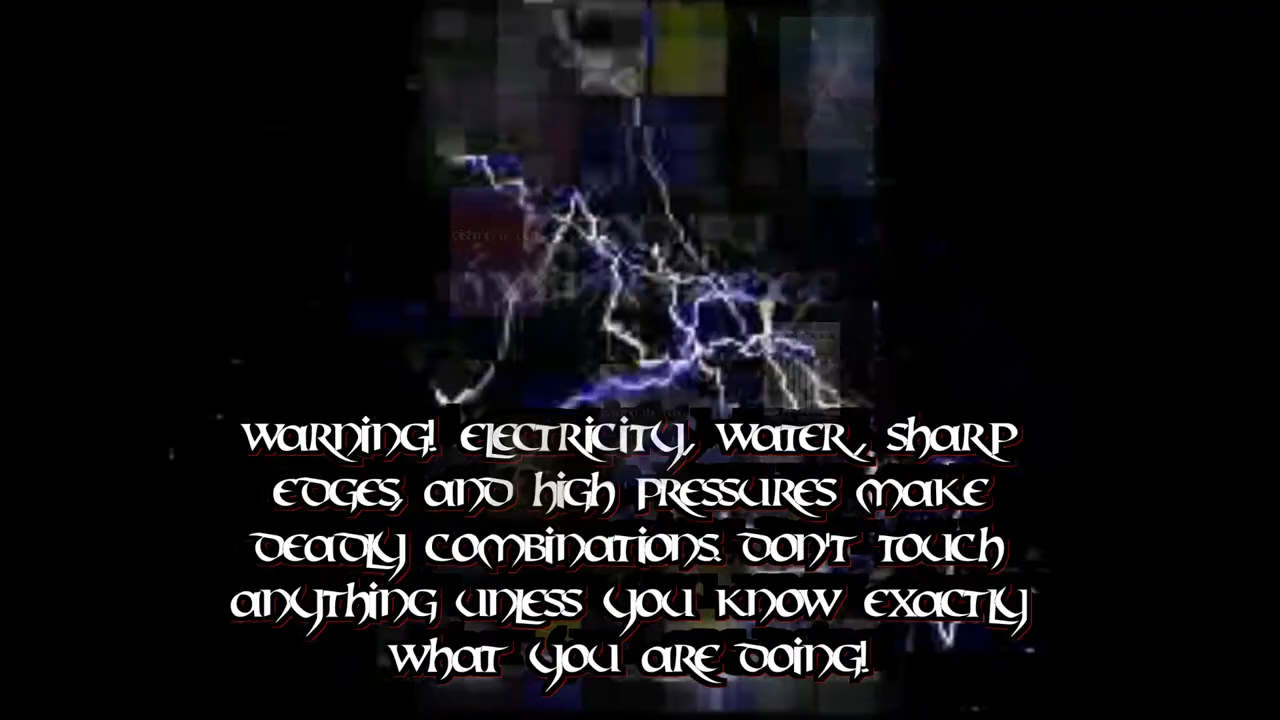 WARNING! ELECTRICITY, WATER, SHARP
EDGES, AND HIGH PRESSURES MAKE
DEADLY COMBINATIONS. DON'T TOUCH
ANYTHING UNLESS YOU KNOW EXACTLY
WHAT YOU ARE DOING!